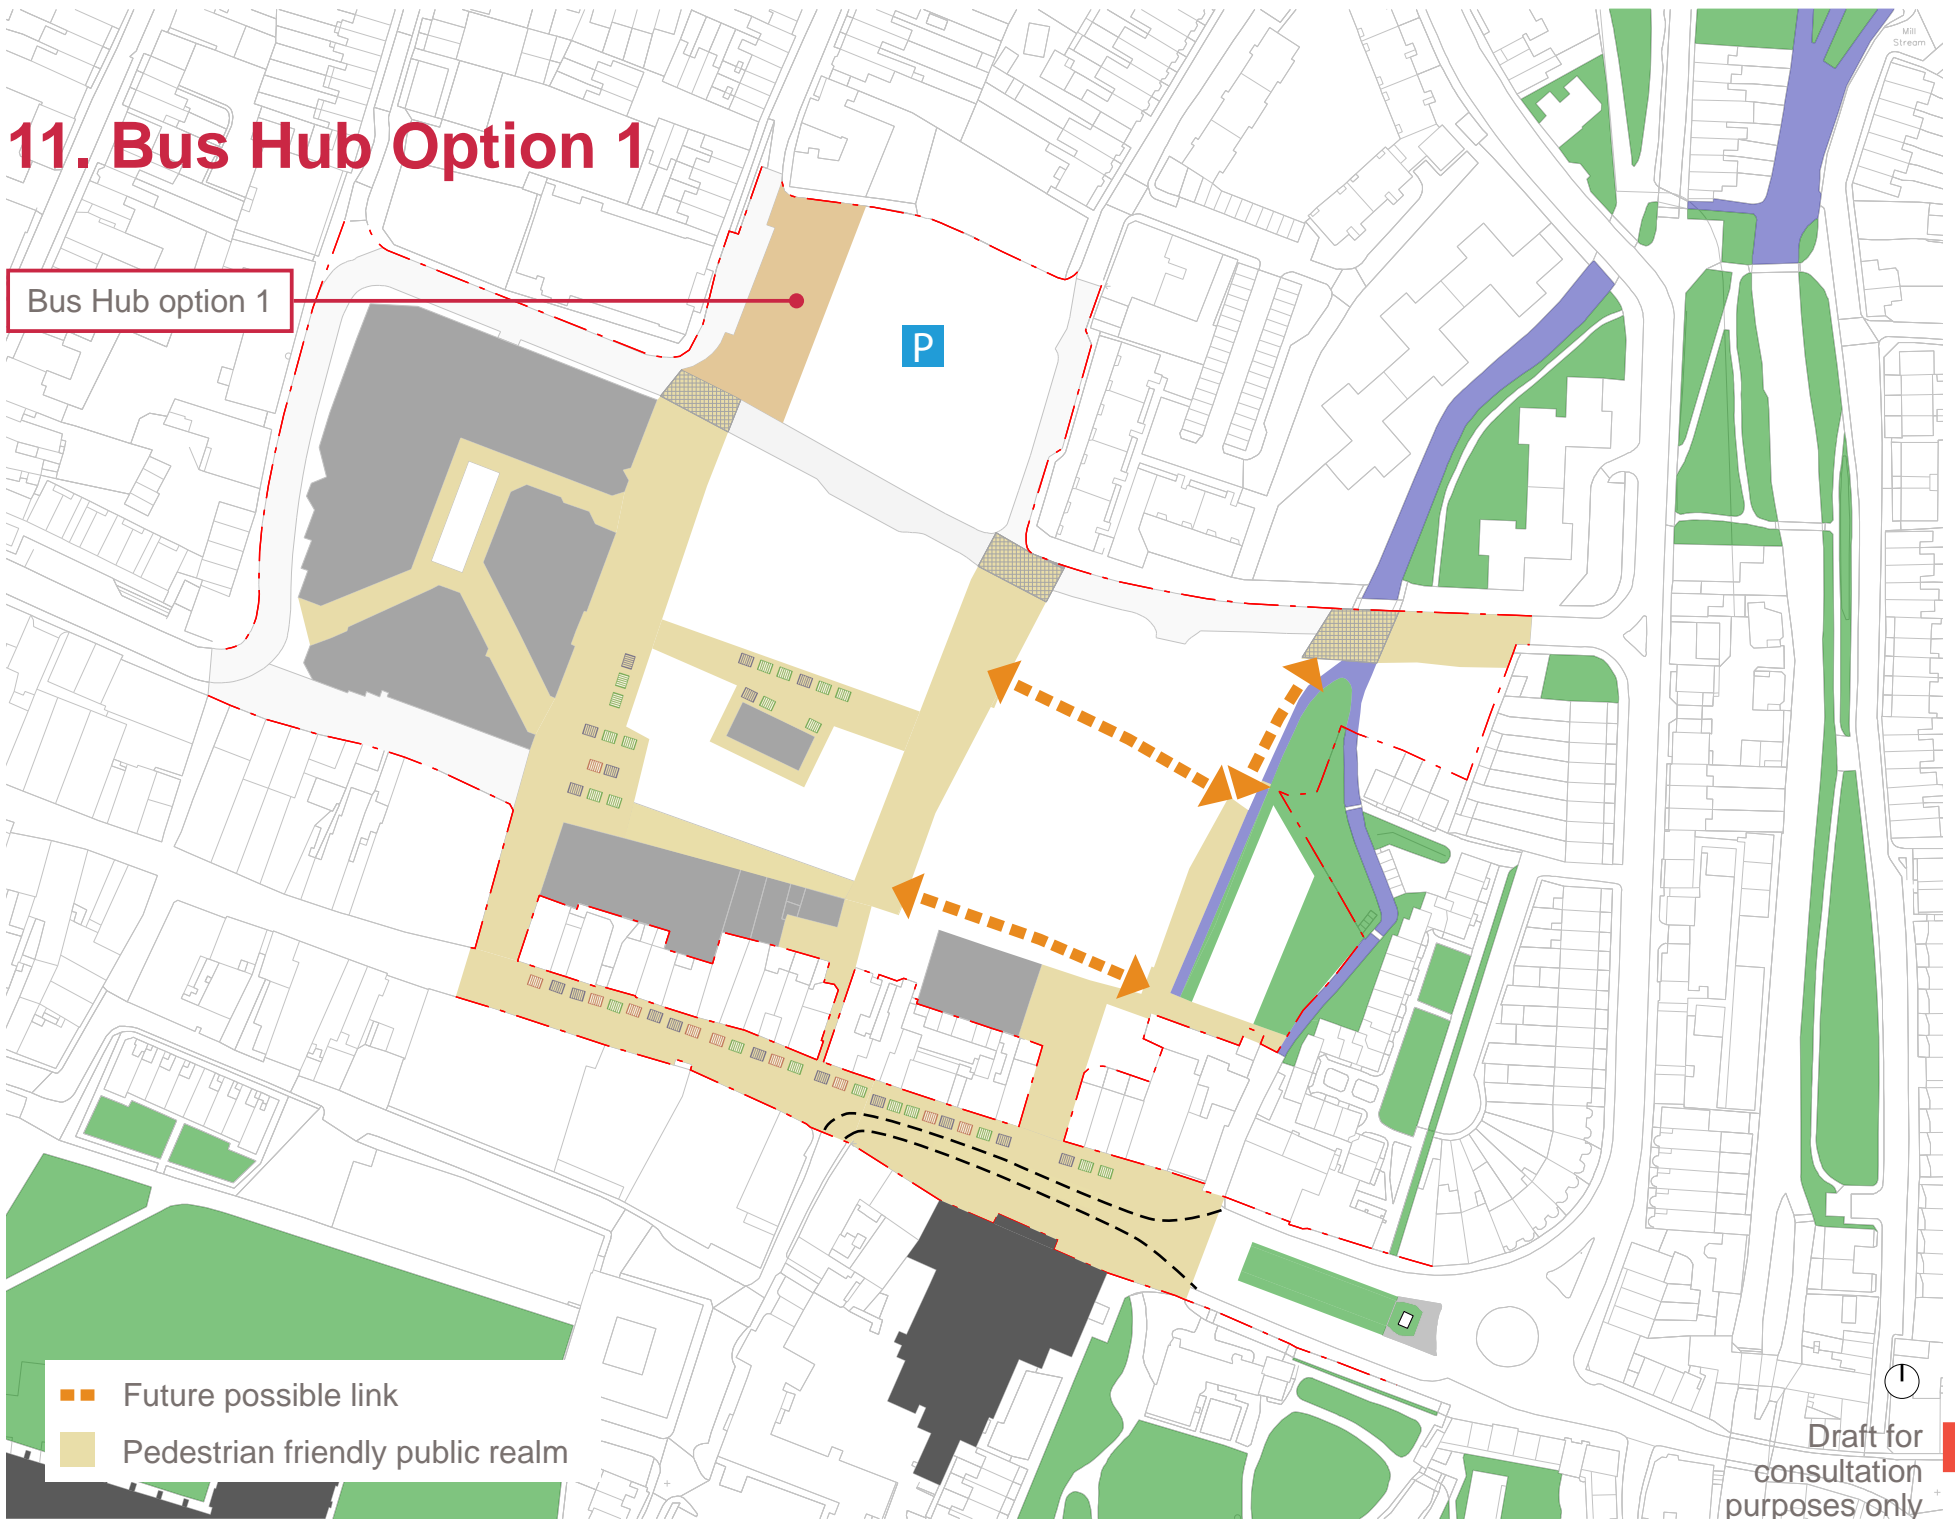 Mill
Stream
11. Bus Hub Option 1
Bus Hub option 1
P
Future possible link
Pedestrian friendly public realm
Draft for
consultation
purposes only